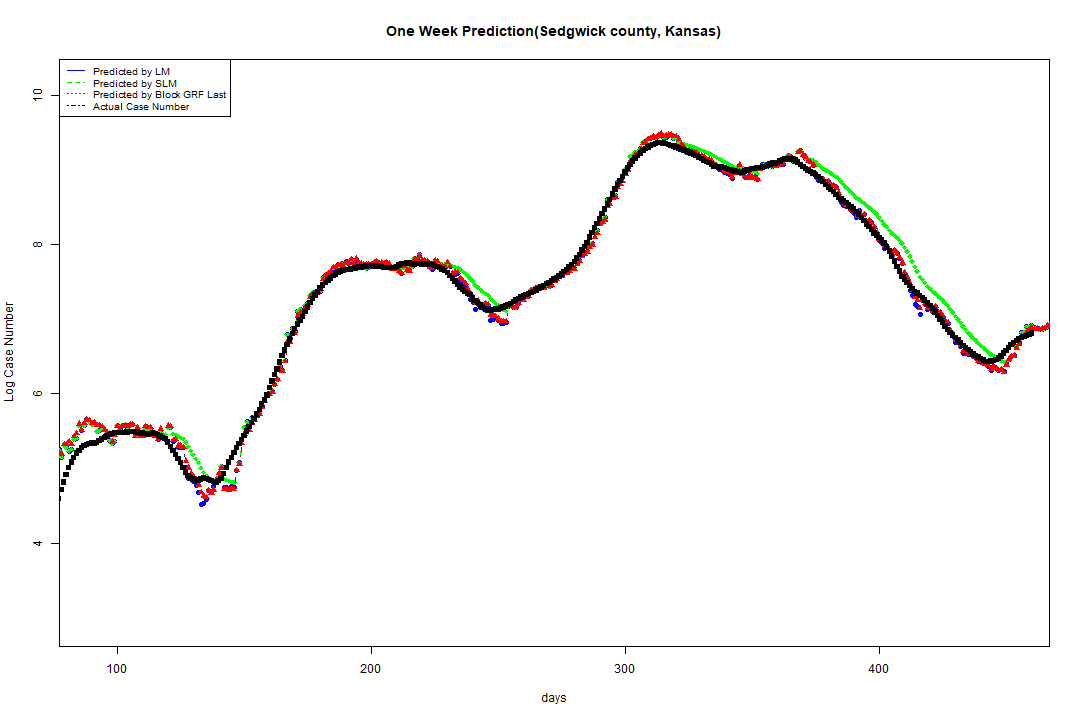 One Week Prediction(Sedgwick county, Kansas)
Predicted by LM
Predicted by SLM
Predicted by Block GRF Last
Actual Case Number
10
8
6
4
Log Case Number
100 200 300 400
days